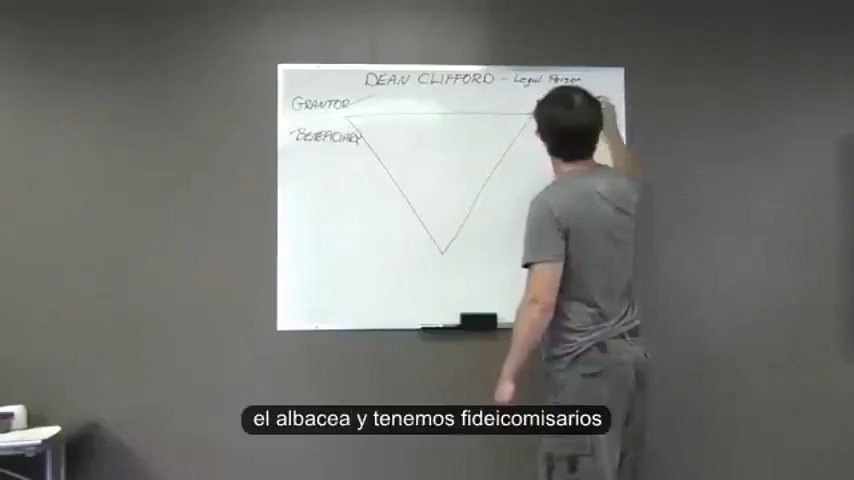 DEAN CLIFFORD - Legal Person
GRANTOR
BENEFICIARY
el albacea y tenemos fideicomisarios